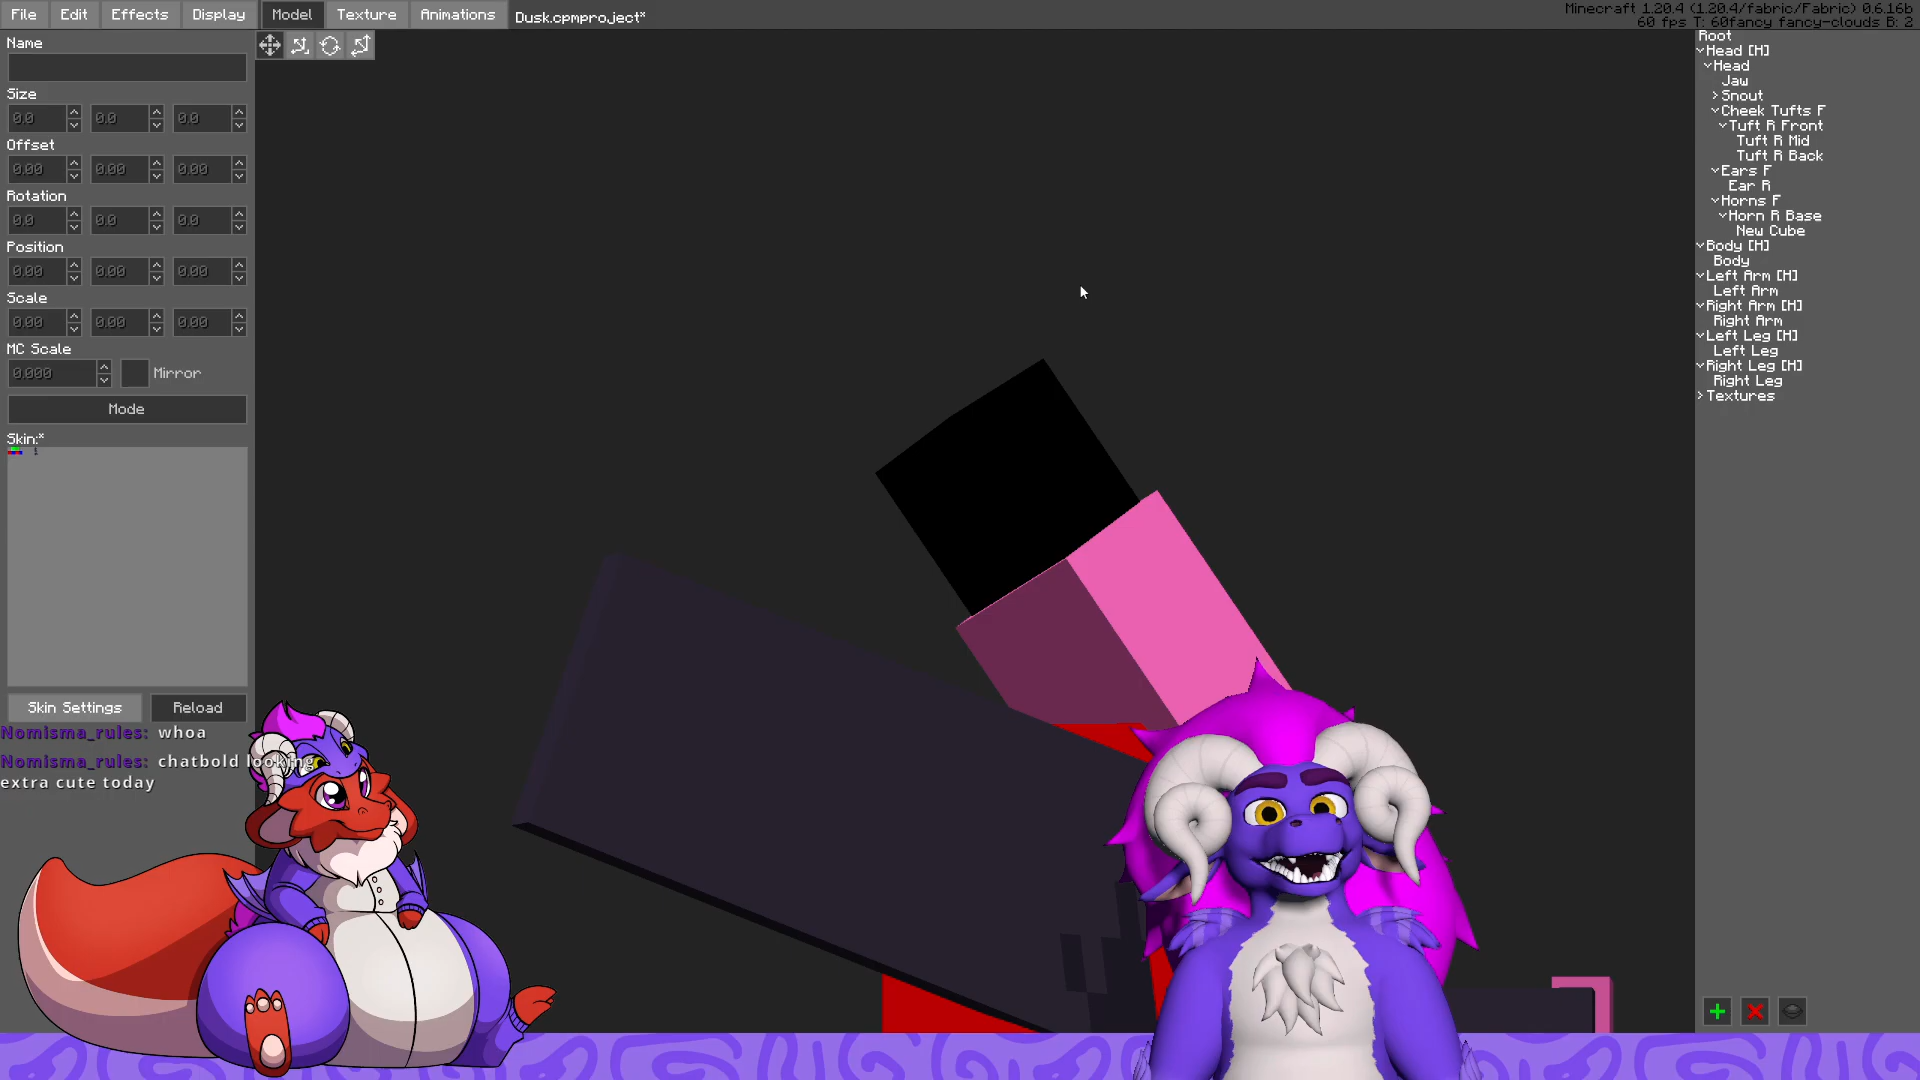 File Edit Effects Display Model Texture Animations Dusk.cpmproject*
Minecraft 1.20.4 (1.20.4/fabric/Fabric) 0.6.16b
60 fps T: 60fancy fancy-clouds B: 2
Name
Size
0.0 0.0 0.0
Offset
0.00 0.00 0.00
Rotation
0.0 0.0 0.0
Position
0.00 0.00 0.00
Scale
0.00 0.00 0.00
MC Scale
0.000 Mirror
Mode
Skin:*
Skin Settings Reload
Nomisma_rules: whoa
Nomisma_rules: chatbold looking
extra cute today
Root
Head [H]
Head
Jaw
Snout
Cheek Tufts F
Tuft R Front
Tuft R Mid
Tuft R Back
Ears F
Ear R
Horns F
Horn R Base
New Cube
Body [H]
Body
Left Arm [H]
Left Arm
Right Arm [H]
Right Arm
Left Leg [H]
Left Leg
Right Leg [H]
Right Leg
Textures